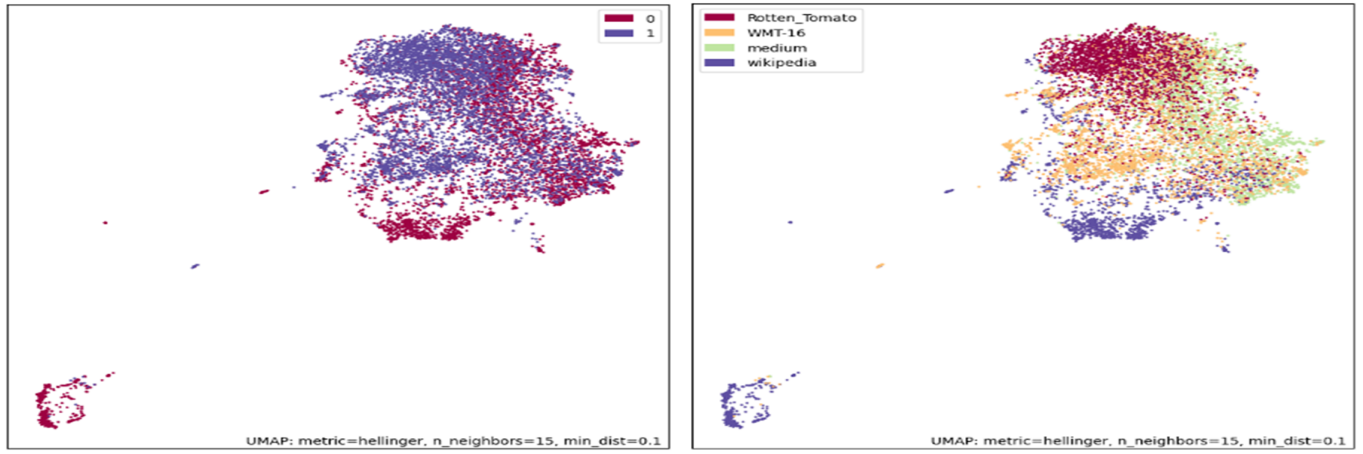 0
1
UMAP: metric=hellinger, n_neighbors=15, min_dist=0.1
Rotten_Tomato
WMT-16
medium
wikipedia
UMAP: metric=hellinger, n_neighbors=15, min_dist=0.1